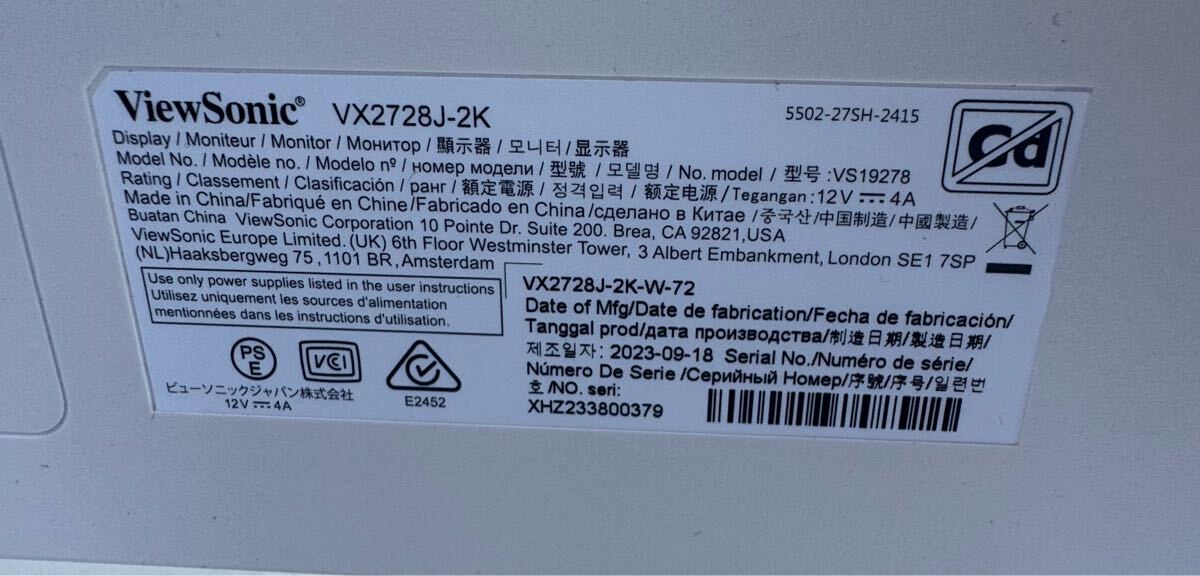 ViewSonic® VX2728J-2K
5502-27SH-2415
Cd
Display / Moniteur / Monitor / Монитор / 顯示器 / 모니터 / 显示器
Model No. / Modèle no. / Modelo nº / номер модели / 型號 / 모델명 / No. model / 型号 :VS19278
Rating / Classement / Clasificación / ранг / 額定電源 / 정격입력 / 额定电源 / Tegangan :12V ⎓ 4A
Made in China/Fabriqué en Chine /Fabricado en China /сделано в Китае /중국산/中国制造/ 中國製造/
Buatan China ViewSonic Corporation 10 Pointe Dr. Suite 200. Brea, CA 92821,USA
ViewSonic Europe Limited. (UK) 6th Floor Westminster Tower, 3 Albert Embankment, London SE1 7SP
(NL)Haaksbergweg 75 ,1101 BR, Amsterdam
Use only power supplies listed in the user instructions
Utilisez uniquement les sources d'alimentation
mentionnées dans les instructions d'utilisation.
PS
E
VCCI
E2452
ビューソニックジャパン株式会社
12V ⎓ 4A
VX2728J-2K-W-72
Date of Mfg/Date de fabrication/Fecha de fabricación/
Tanggal prod/дата производства/制造日期/製造日期/
제조일자: 2023-09-18 Serial No./Numéro de série/
Número De Serie /Серийный Номер/序號/序号/일련번
호 /NO. seri:
XHZ233800379